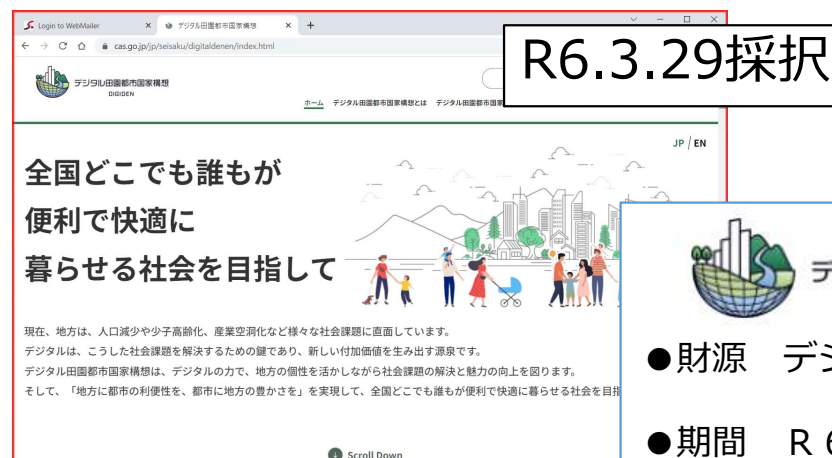 Login to WebMailer
デジタル田園都市国家構想
cas.go.jp/jp/seisaku/digitaldenen/index.html
R6.3.29採択
デジタル田園都市国家構想
DIGIDEN
ホーム デジタル田園都市国家構想とは デジタル田園都市国家
JP / EN
全国どこでも誰もが
便利で快適に
暮らせる社会を目指して
現在、地方は、人口減少や少子高齢化、産業空洞化など様々な社会課題に直面しています。
デジタルは、こうした社会課題を解決するための鍵であり、新しい付加価値を生み出す源泉です。
デジタル田園都市国家構想は、デジタルの力で、地方の個性を活かしながら社会課題の解決と魅力の向上を図ります。
そして、「地方に都市の利便性を、都市に地方の豊かさを」を実現して、全国どこでも誰もが便利で快適に暮らせる社会を目指
Scroll Down
デ
●財源 デジ
●期間 R6